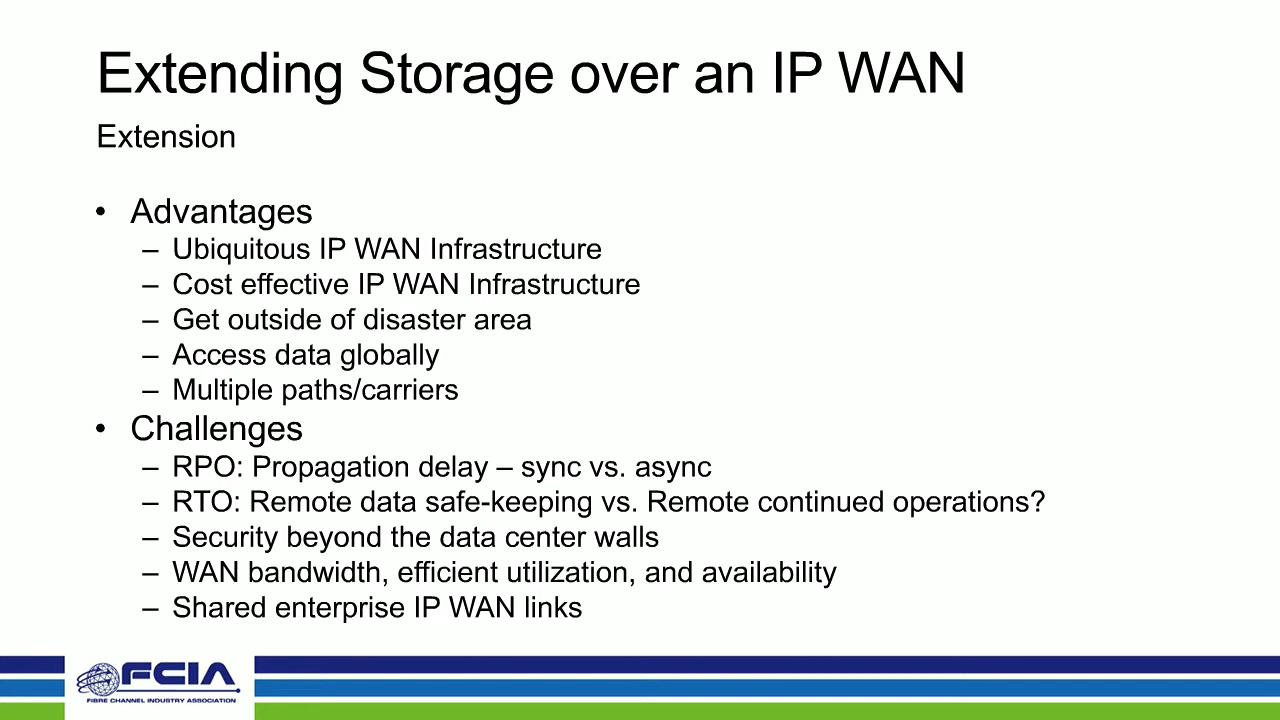 Extending Storage over an IP WAN
Extension
• Advantages
– Ubiquitous IP WAN Infrastructure
– Cost effective IP WAN Infrastructure
– Get outside of disaster area
– Access data globally
– Multiple paths/carriers
• Challenges
– RPO: Propagation delay – sync vs. async
– RTO: Remote data safe-keeping vs. Remote continued operations?
– Security beyond the data center walls
– WAN bandwidth, efficient utilization, and availability
– Shared enterprise IP WAN links
FCIA
FIBRE CHANNEL INDUSTRY ASSOCIATION